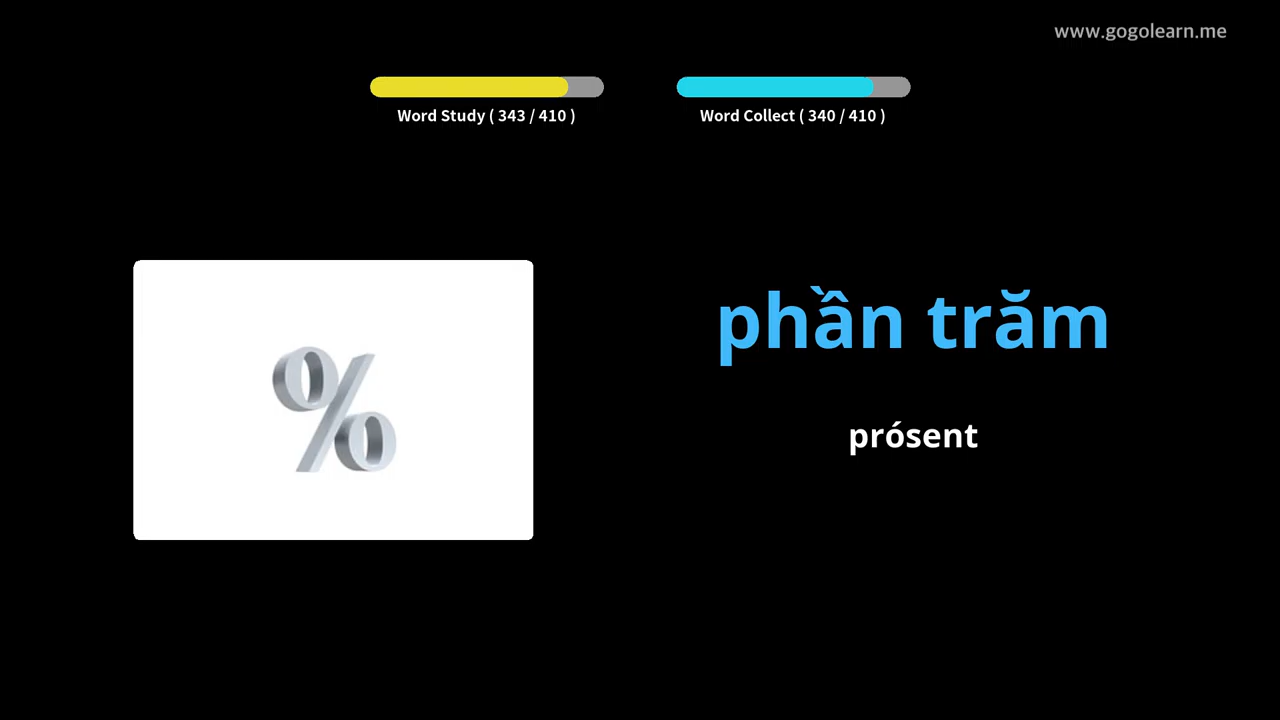 www.gogolearn.me
Word Study ( 343 / 410 )
Word Collect ( 340 / 410 )
phần trăm
%
prósent